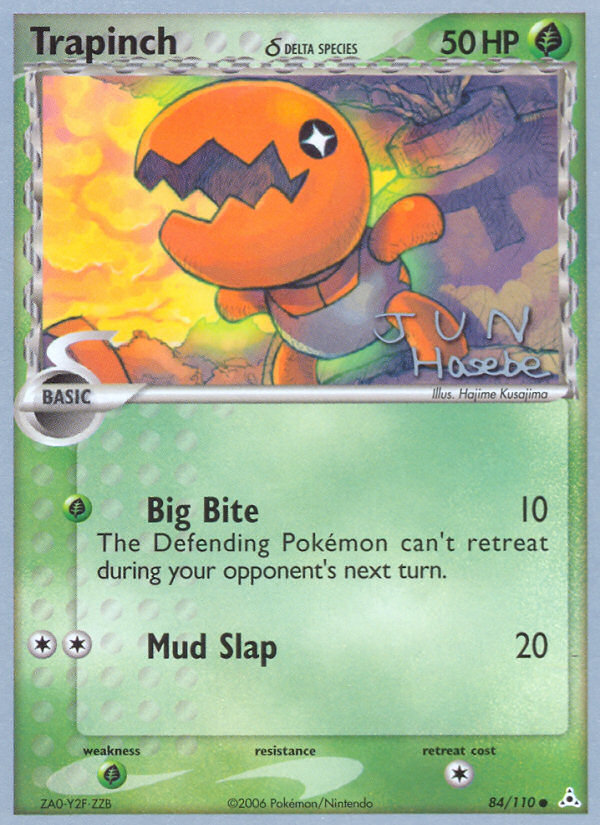 Trapinch δ DELTA SPECIES 50 HP
JUN
Hasebe
δ
BASIC
Illus. Hajime Kusajima
Big Bite 10
The Defending Pokémon can't retreat
during your opponent's next turn.
Mud Slap 20
weakness resistance retreat cost
ZA0-Y2F-ZZB ©2006 Pokémon/Nintendo 84/110